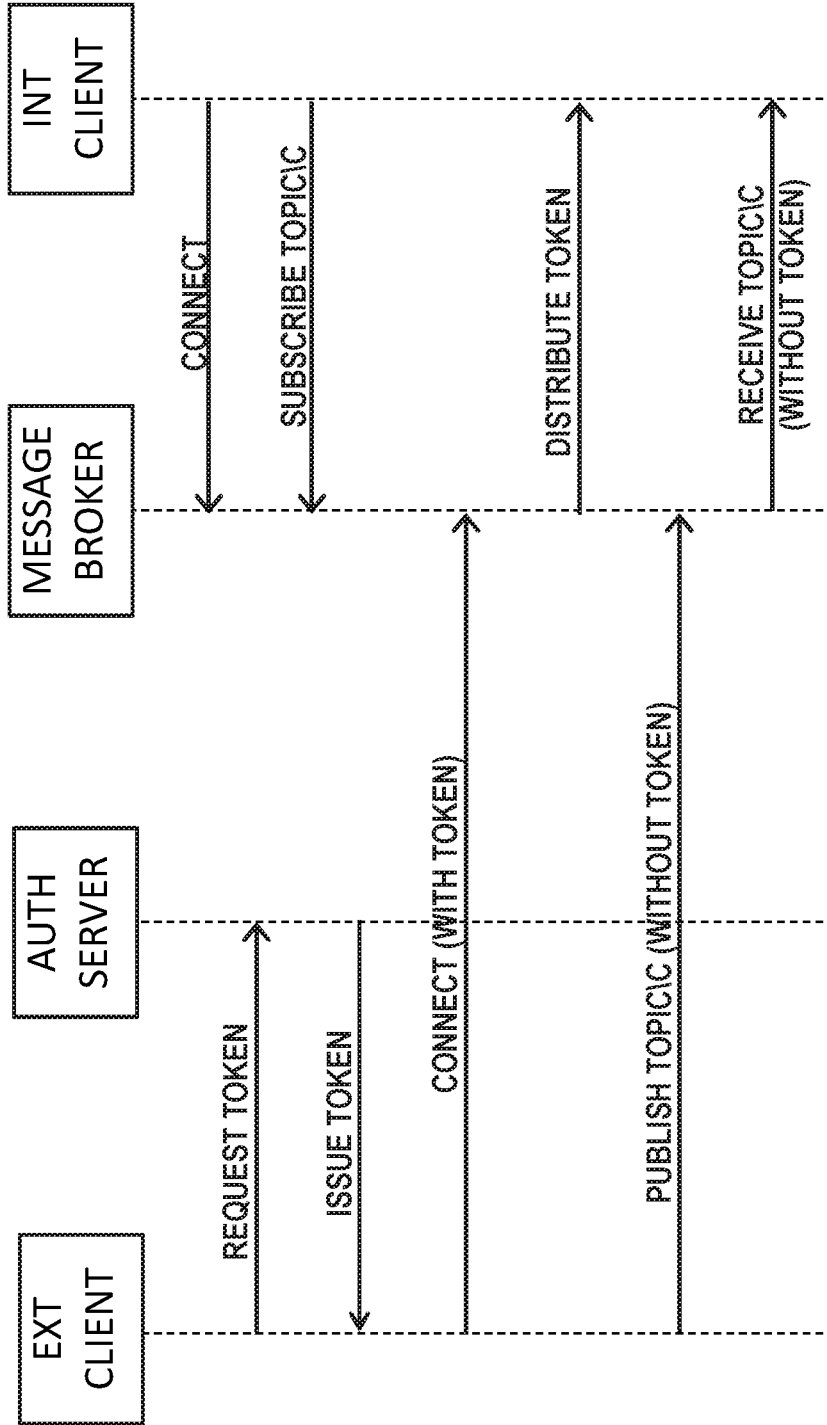 EXT
CLIENT
AUTH
SERVER
MESSAGE
BROKER
INT
CLIENT
CONNECT
REQUEST TOKEN
SUBSCRIBE TOPIC\C
ISSUE TOKEN
CONNECT (WITH TOKEN)
DISTRIBUTE TOKEN
PUBLISH TOPIC\C (WITHOUT TOKEN)
RECEIVE TOPIC\C
(WITHOUT TOKEN)